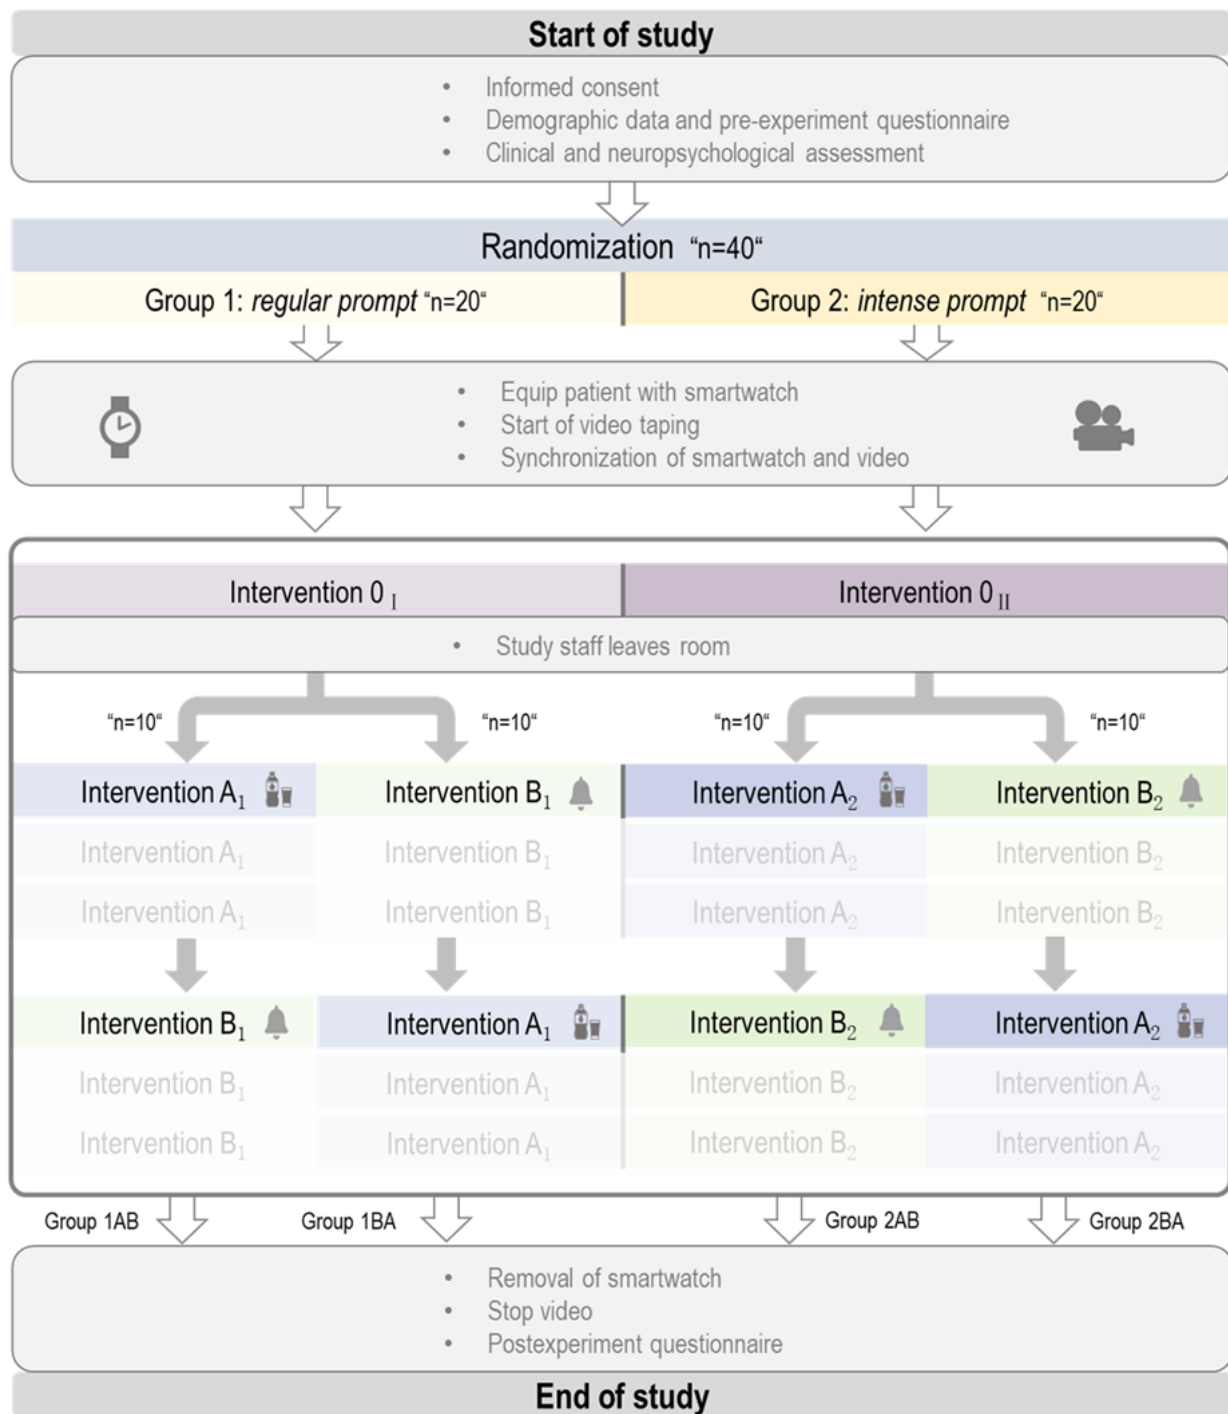 Start of study
• Informed consent
• Demographic data and pre-experiment questionnaire
• Clinical and neuropsychological assessment
Randomization “n=40“
Group 1: regular prompt “n=20“
Group 2: intense prompt “n=20“
• Equip patient with smartwatch
• Start of video taping
• Synchronization of smartwatch and video
Intervention 0 I
Intervention 0 II
• Study staff leaves room
“n=10“ “n=10“ “n=10“ “n=10“
Intervention A1 Intervention B1 Intervention A2 Intervention B2
Intervention A1 Intervention B1 Intervention A2 Intervention B2
Intervention A1 Intervention B1 Intervention A2 Intervention B2
Intervention B1 Intervention A1 Intervention B2 Intervention A2
Intervention B1 Intervention A1 Intervention B2 Intervention A2
Intervention B1 Intervention A1 Intervention B2 Intervention A2
Group 1AB Group 1BA Group 2AB Group 2BA
• Removal of smartwatch
• Stop video
• Postexperiment questionnaire
End of study